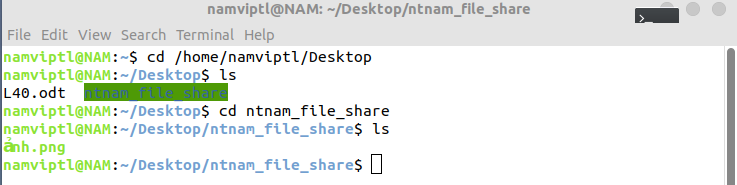 namviptl@NAM: ~/Desktop/ntnam_file_share
File Edit View Search Terminal Help
namviptl@NAM:~$ cd /home/namviptl/Desktop
namviptl@NAM:~/Desktop$ ls
L40.odt  ntnam_file_share
namviptl@NAM:~/Desktop$ cd ntnam_file_share
namviptl@NAM:~/Desktop/ntnam_file_share$ ls
ảnh.png
namviptl@NAM:~/Desktop/ntnam_file_share$